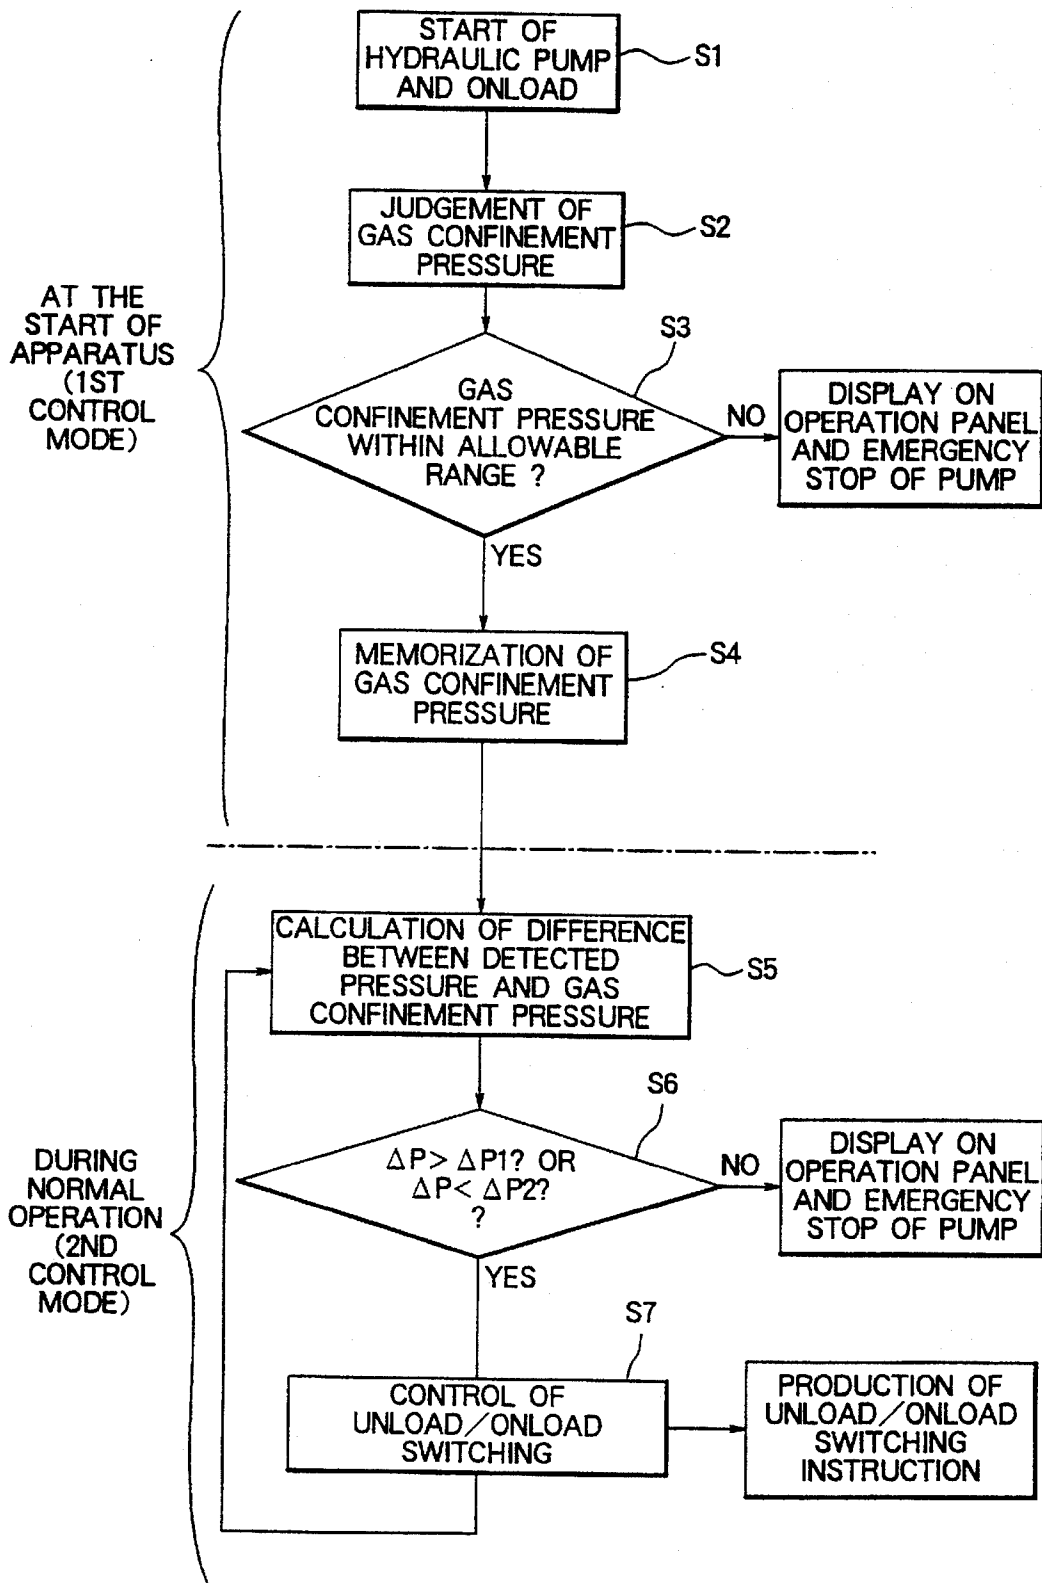 START OF
HYDRAULIC PUMP
AND ONLOAD
S1
JUDGEMENT OF
GAS CONFINEMENT
PRESSURE
S2
AT THE
START OF
APPARATUS
(1ST
CONTROL
MODE)
S3
GAS
CONFINEMENT PRESSURE
WITHIN ALLOWABLE
RANGE ?
NO
DISPLAY ON
OPERATION PANEL
AND EMERGENCY
STOP OF PUMP
YES
MEMORIZATION OF
GAS CONFINEMENT
PRESSURE
S4
CALCULATION OF DIFFERENCE
BETWEEN DETECTED
PRESSURE AND GAS
CONFINEMENT PRESSURE
S5
DURING
NORMAL
OPERATION
(2ND
CONTROL
MODE)
S6
ΔP> ΔP1? OR
ΔP< ΔP2?
?
NO
DISPLAY ON
OPERATION PANEL
AND EMERGENCY
STOP OF PUMP
YES
S7
CONTROL OF
UNLOAD/ONLOAD
SWITCHING
PRODUCTION OF
UNLOAD/ONLOAD
SWITCHING
INSTRUCTION